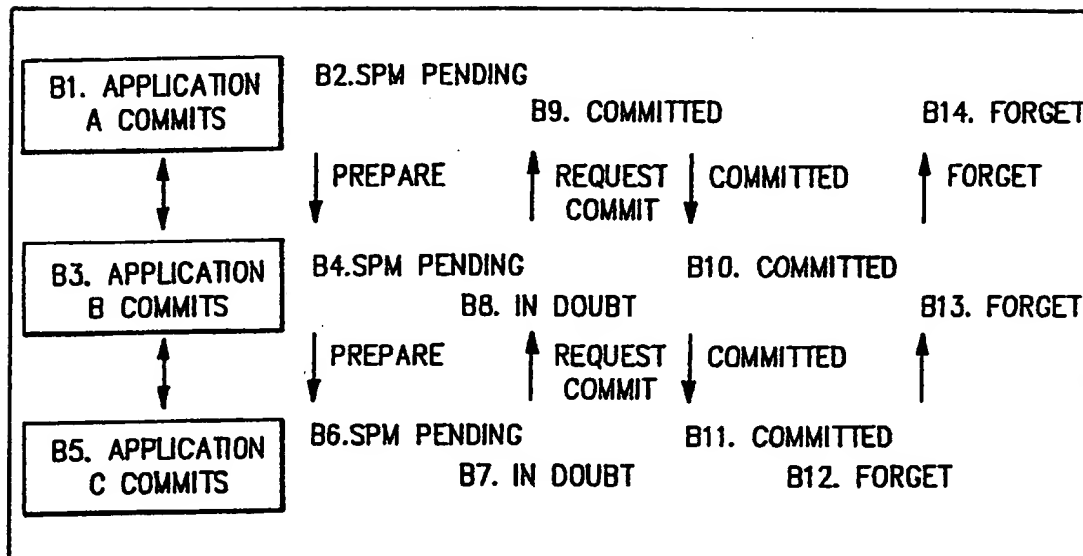 B1. APPLICATION
A COMMITS
B2.SPM PENDING
B9. COMMITTED
B14. FORGET
PREPARE
REQUEST
COMMIT
COMMITTED
FORGET
B3. APPLICATION
B COMMITS
B4.SPM PENDING
B10. COMMITTED
B8. IN DOUBT
B13. FORGET
PREPARE
REQUEST
COMMIT
COMMITTED
B5. APPLICATION
C COMMITS
B6.SPM PENDING
B11. COMMITTED
B7. IN DOUBT
B12. FORGET